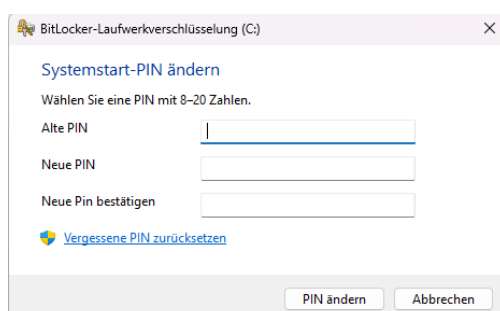 BitLocker-Laufwerkverschlüsselung (C:)
Systemstart-PIN ändern
Wählen Sie eine PIN mit 8–20 Zahlen.
Alte PIN
Neue PIN
Neue Pin bestätigen
Vergessene PIN zurücksetzen
PIN ändern Abbrechen